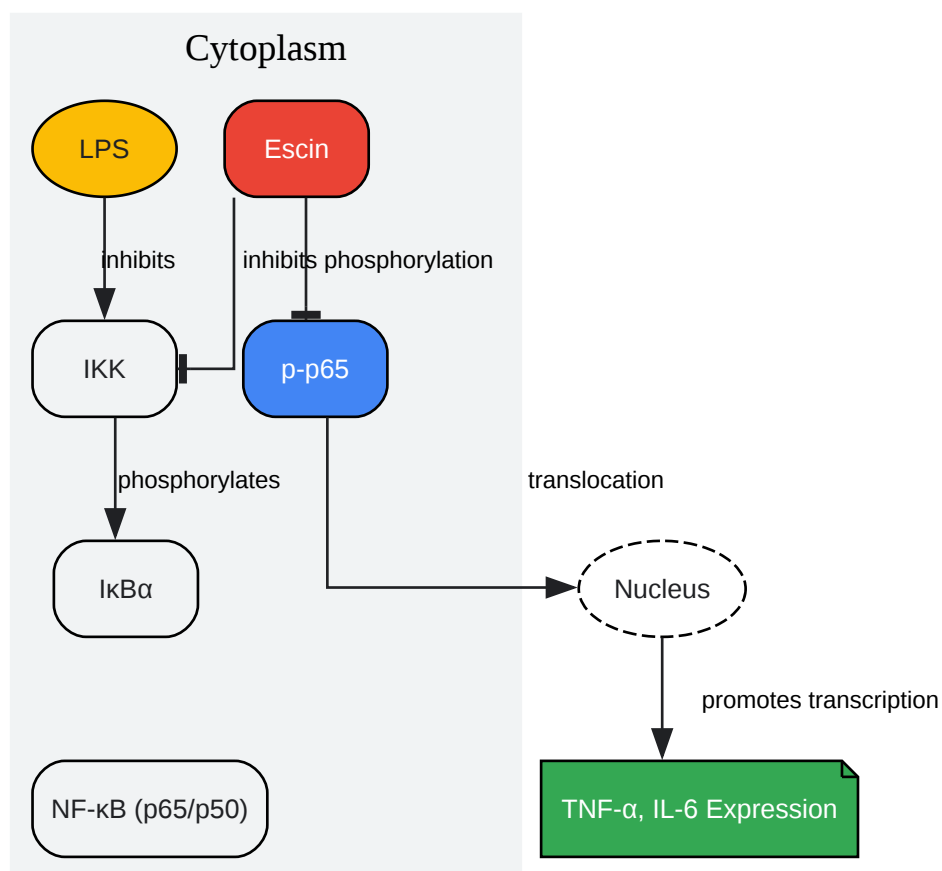 Cytoplasm
LPS
Escin
inhibits
inhibits phosphorylation
IKK
p-p65
phosphorylates
translocation
IκBα
Nucleus
promotes transcription
NF-κB (p65/p50)
TNF-α, IL-6 Expression